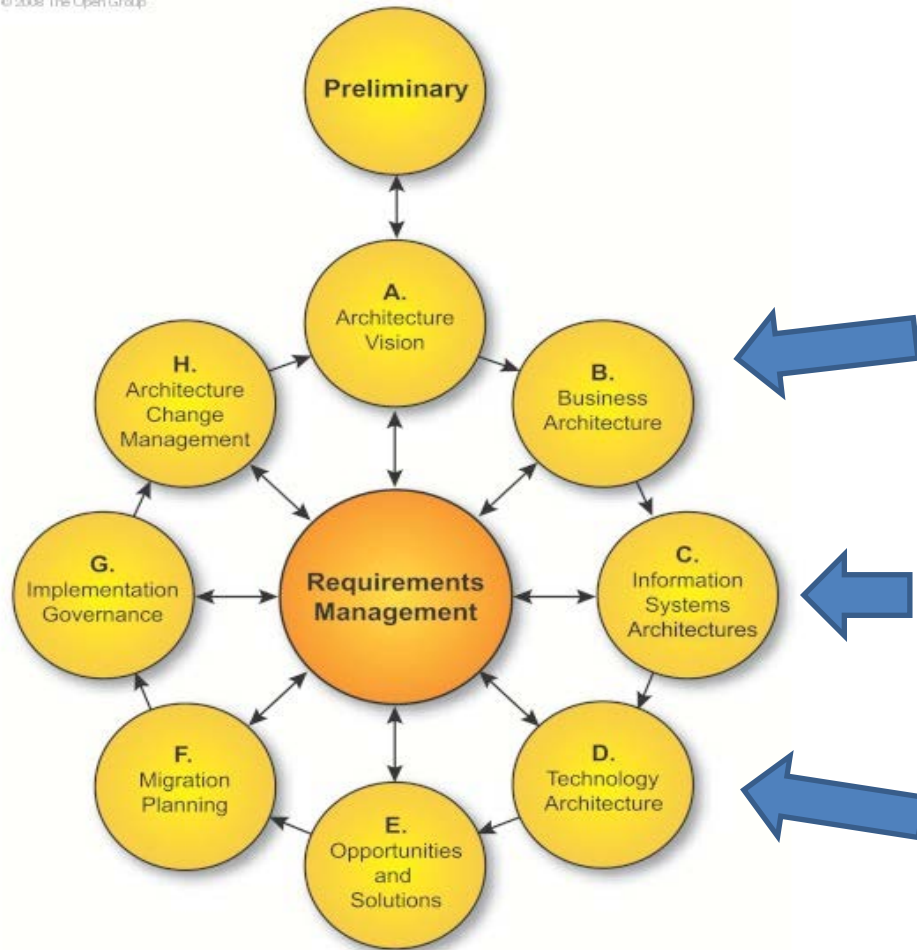 © 2008 The Open Group
Preliminary
A.
Architecture
Vision
B.
Business
Architecture
C.
Information
Systems
Architectures
D.
Technology
Architecture
E.
Opportunities
and
Solutions
F.
Migration
Planning
G.
Implementation
Governance
H.
Architecture
Change
Management
Requirements
Management